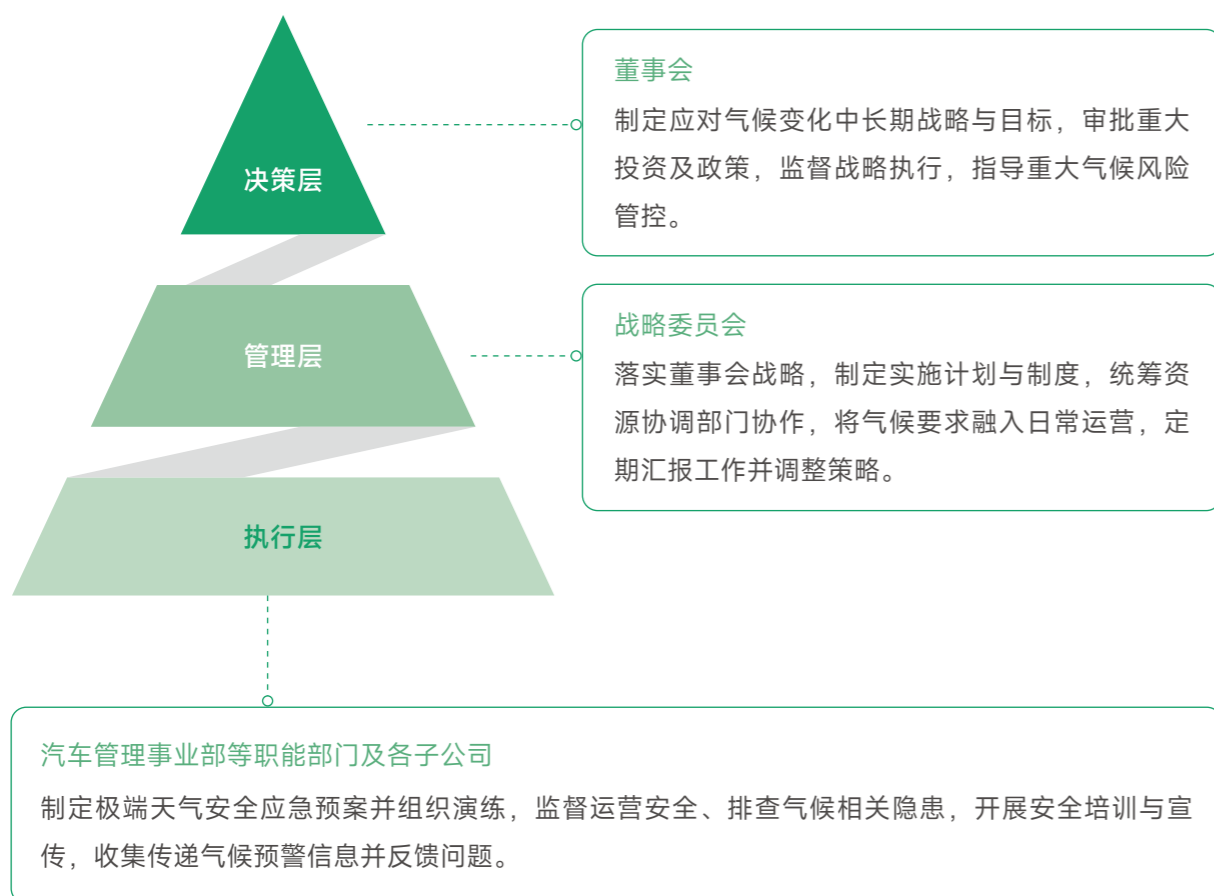 决策层
董事会
制定应对气候变化中长期战略与目标，审批重大
投资及政策，监督战略执行，指导重大气候风险
管控。
管理层
战略委员会
落实董事会战略，制定实施计划与制度，统筹资
源协调部门协作，将气候要求融入日常运营，定
期汇报工作并调整策略。
执行层
汽车管理事业部等职能部门及各子公司
制定极端天气安全应急预案并组织演练，监督运营安全、排查气候相关隐患，开展安全培训与宣
传，收集传递气候预警信息并反馈问题。